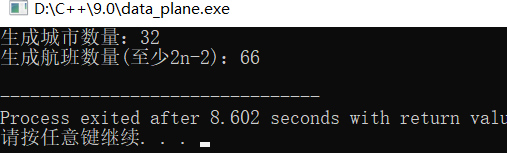 D:\C++\9.0\data_plane.exe
生成城市数量: 32
生成航班数量(至少2n-2): 66
--------------------------------
Process exited after 8.602 seconds with return valu
请按任意键继续. . .